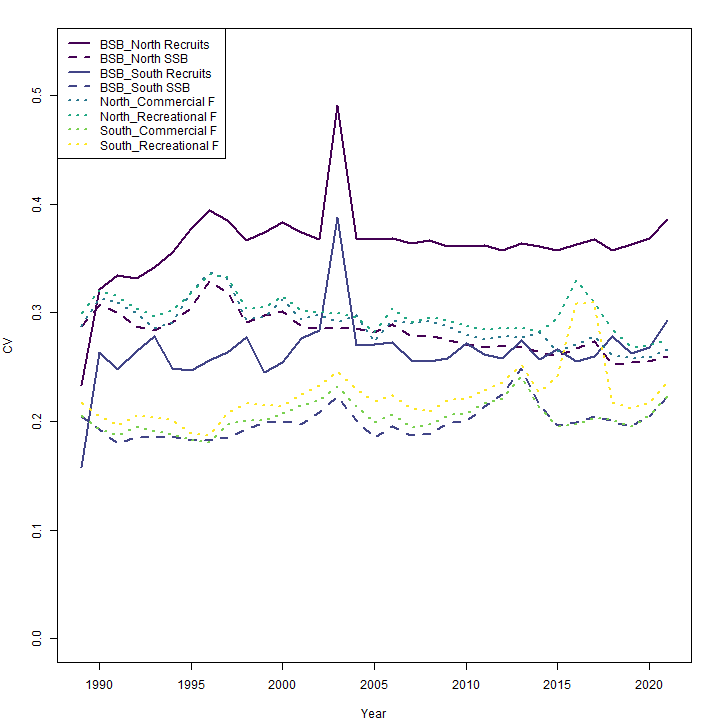 BSB_North Recruits
BSB_North SSB
BSB_South Recruits
BSB_South SSB
North_Commercial F
North_Recreational F
South_Commercial F
South_Recreational F
0.5
0.4
0.3
0.2
0.1
0.0
CV
1990 1995 2000 2005 2010 2015 2020
Year